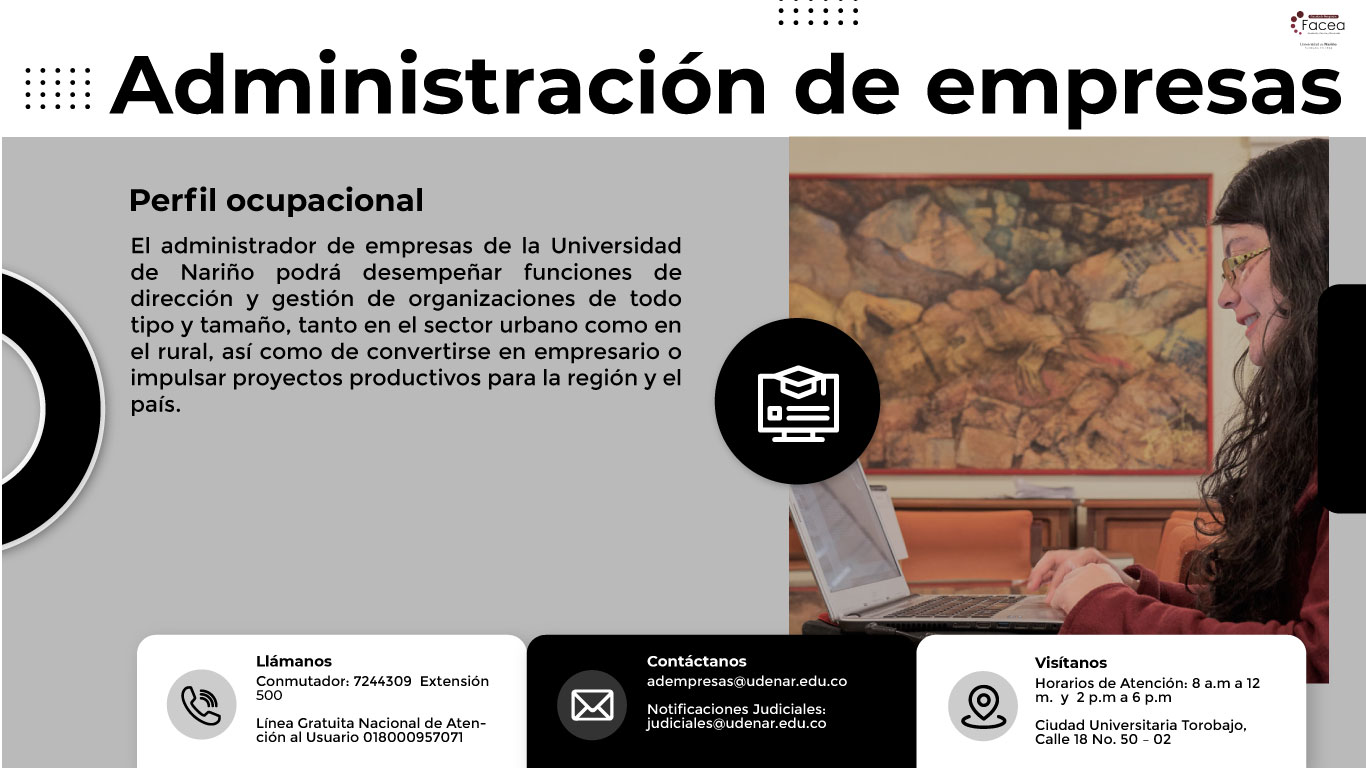 Facea
Universidad de Nariño
Administración de empresas
Perfil ocupacional
El administrador de empresas de la Universidad
de Nariño podrá desempeñar funciones de
dirección y gestión de organizaciones de todo
tipo y tamaño, tanto en el sector urbano como en
el rural, así como de convertirse en empresario o
impulsar proyectos productivos para la región y el
país.
Llámanos
Conmutador: 7244309 Extensión
500
Línea Gratuita Nacional de Aten-
ción al Usuario 018000957071
Contáctanos
adempresas@udenar.edu.co
Notificaciones Judiciales:
judiciales@udenar.edu.co
Visítanos
Horarios de Atención: 8 a.m a 12
m. y 2 p.m a 6 p.m
Ciudad Universitaria Torobajo,
Calle 18 No. 50 – 02